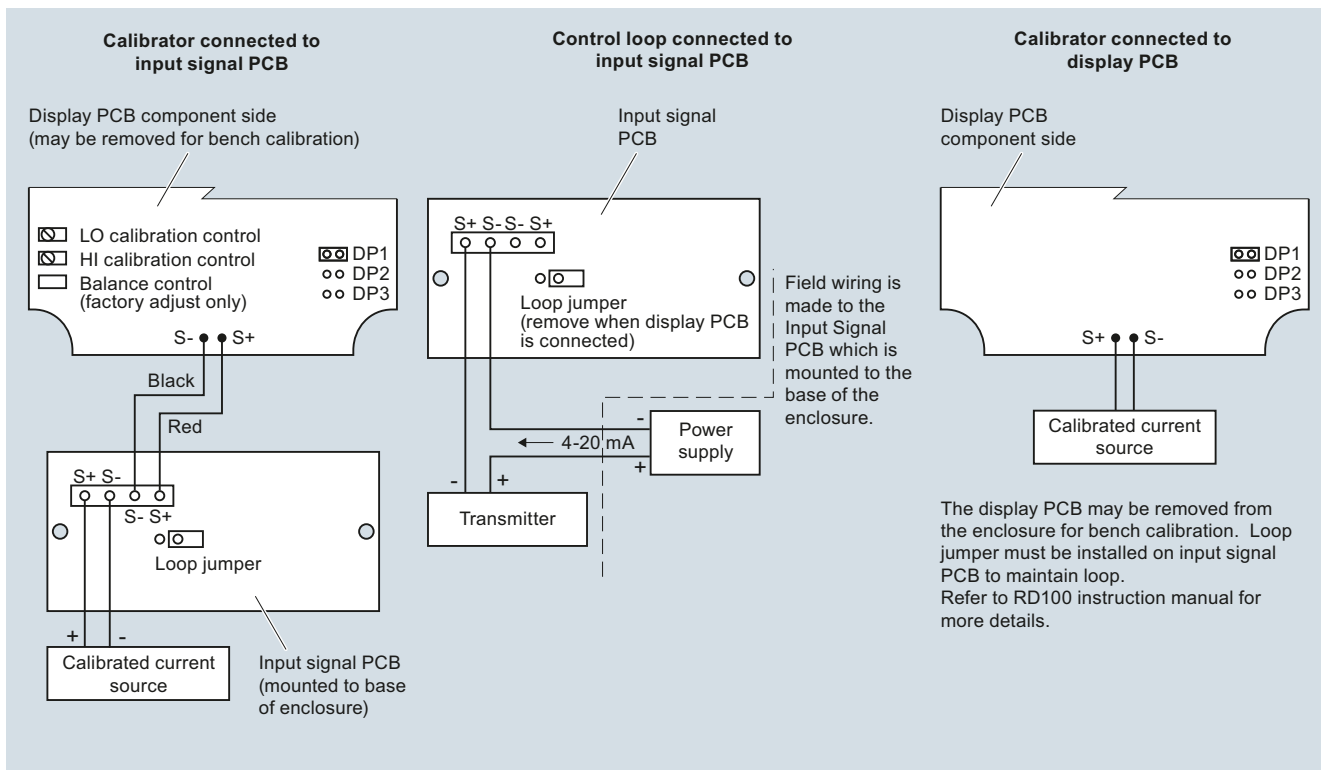 Calibrator connected to
input signal PCB
Display PCB component side
(may be removed for bench calibration)
LO calibration control
HI calibration control
Balance control
(factory adjust only)
DP1
DP2
DP3
S- S+
Black
Red
S+ S-
S- S+
Loop jumper
+ -
Calibrated current
source
Input signal PCB
(mounted to base
of enclosure)
Control loop connected to
input signal PCB
Input signal
PCB
S+ S- S- S+
Loop jumper
(remove when display PCB
is connected)
Field wiring is
made to the
Input Signal
PCB which is
mounted to the
base of the
enclosure.
-
4-20 mA
+
Power
supply
- +
Transmitter
Calibrator connected to
display PCB
Display PCB
component side
DP1
DP2
DP3
S+ S-
Calibrated current
source
The display PCB may be removed from
the enclosure for bench calibration. Loop
jumper must be installed on input signal
PCB to maintain loop.
Refer to RD100 instruction manual for
more details.